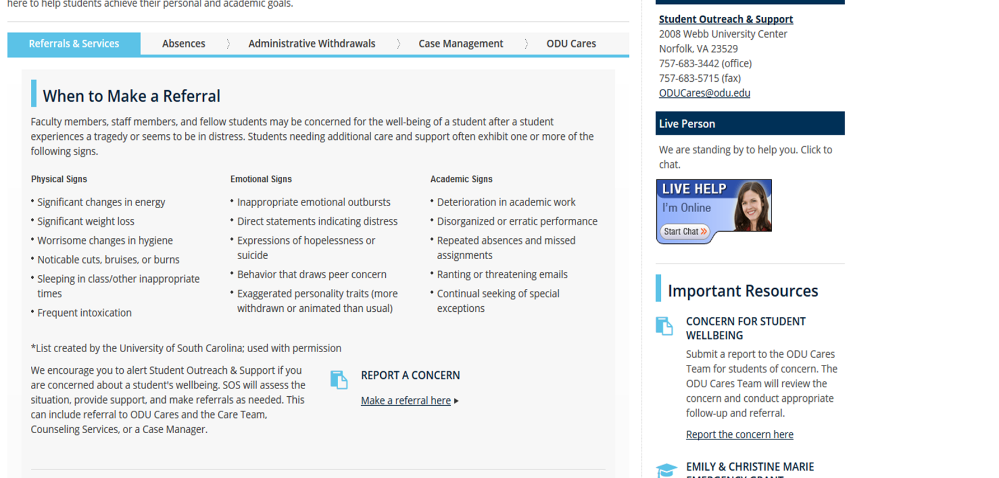 here to help students achieve their personal and academic goals.
Referrals & Services
Absences
Administrative Withdrawals
Case Management
ODU Cares
When to Make a Referral
Faculty members, staff members, and fellow students may be concerned for the well-being of a student after a student
experiences a tragedy or seems to be in distress. Students needing additional care and support often exhibit one or more of the
following signs.
Physical Signs
• Significant changes in energy
• Significant weight loss
• Worrisome changes in hygiene
• Noticable cuts, bruises, or burns
• Sleeping in class/other inappropriate
times
• Frequent intoxication
Emotional Signs
• Inappropriate emotional outbursts
• Direct statements indicating distress
• Expressions of hopelessness or
suicide
• Behavior that draws peer concern
• Exaggerated personality traits (more
withdrawn or animated than usual)
Academic Signs
• Deterioration in academic work
• Disorganized or erratic performance
• Repeated absences and missed
assignments
• Ranting or threatening emails
• Continual seeking of special
exceptions
*List created by the University of South Carolina; used with permission
We encourage you to alert Student Outreach & Support if you
are concerned about a student's wellbeing. SOS will assess the
situation, provide support, and make referrals as needed. This
can include referral to ODU Cares and the Care Team,
Counseling Services, or a Case Manager.
REPORT A CONCERN
Make a referral here
Student Outreach & Support
2008 Webb University Center
Norfolk, VA 23529
757-683-3442 (office)
757-683-5715 (fax)
ODUCares@odu.edu
Live Person
We are standing by to help you. Click to
chat.
LIVE HELP
I'm Online
Start Chat »
Important Resources
CONCERN FOR STUDENT
WELLBEING
Submit a report to the ODU Cares
Team for students of concern. The
ODU Cares Team will review the
concern and conduct appropriate
follow-up and referral.
Report the concern here
EMILY & CHRISTINE MARIE
EMERGENCY GRANT